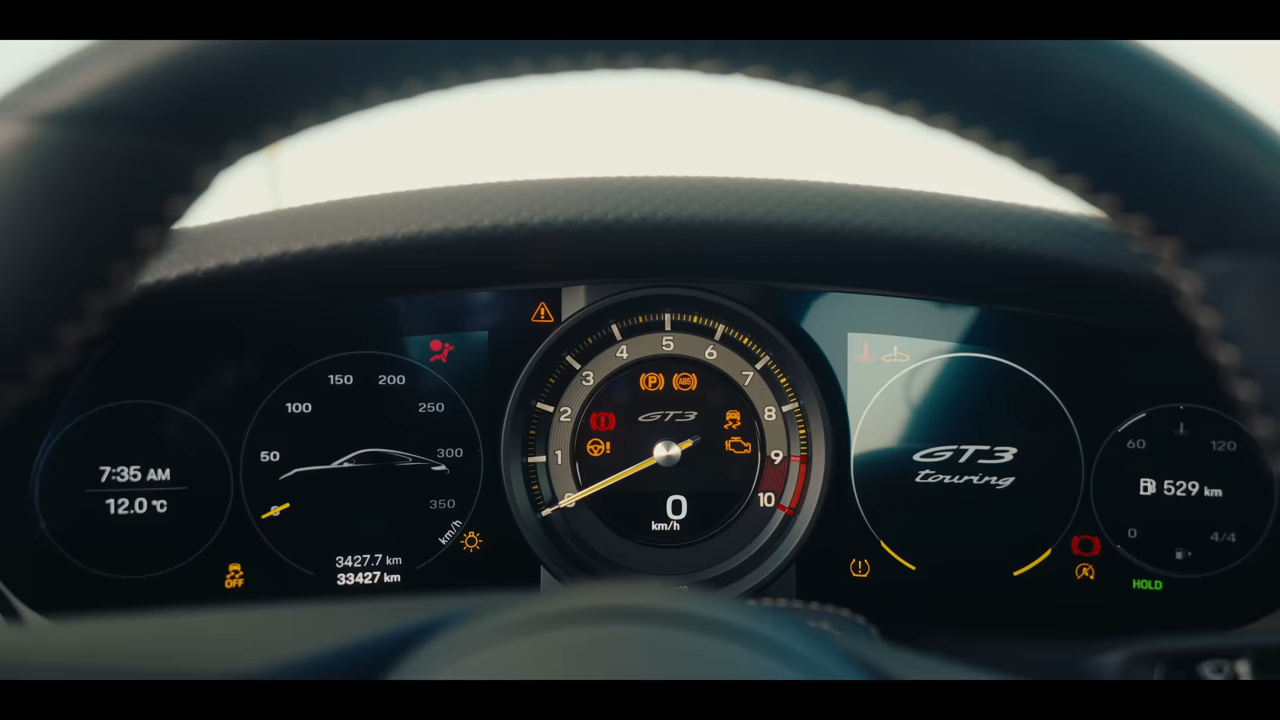 7:35 AM
12.0 °C
50
100
150
200
250
300
350
km/h
3427.7 km
33427 km
OFF
1
2
3
4
5
6
7
8
9
10
P
ABS
GT3
0
km/h
GT3
touring
60
120
529 km
0
4/4
HOLD